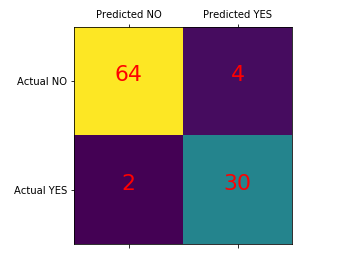 Predicted NO Predicted YES
Actual NO 64 4
Actual YES 2 30